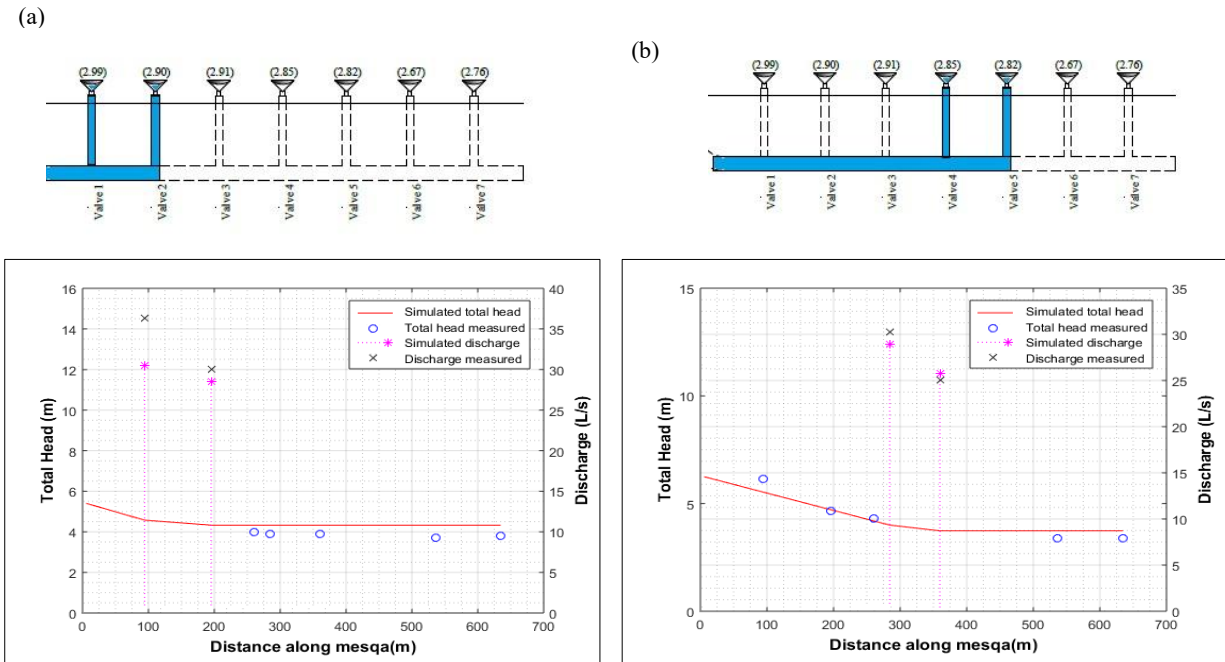 (a)
(2.99) (2.90) (2.91) (2.85) (2.82) (2.67) (2.76)
Valve 1 Valve 2 Valve 3 Valve 4 Valve 5 Valve 6 Valve 7
(b)
(2.99) (2.90) (2.91) (2.85) (2.82) (2.67) (2.76)
Valve 1 Valve 2 Valve 3 Valve 4 Valve 5 Valve 6 Valve 7
Total Head (m)
16
14
12
10
8
6
4
2
0
Simulated total head
Total head measured
Simulated discharge
Discharge measured
40
35
30
25
20
15
10
5
0
Discharge (L/s)
0 100 200 300 400 500 600 700
Distance along mesqa(m)
Total Head (m)
15
10
5
0
Simulated total head
Total head measured
Simulated discharge
Discharge measured
35
30
25
20
15
10
5
0
Discharge (L/s)
0 100 200 300 400 500 600 700
Distance along mesqa(m)